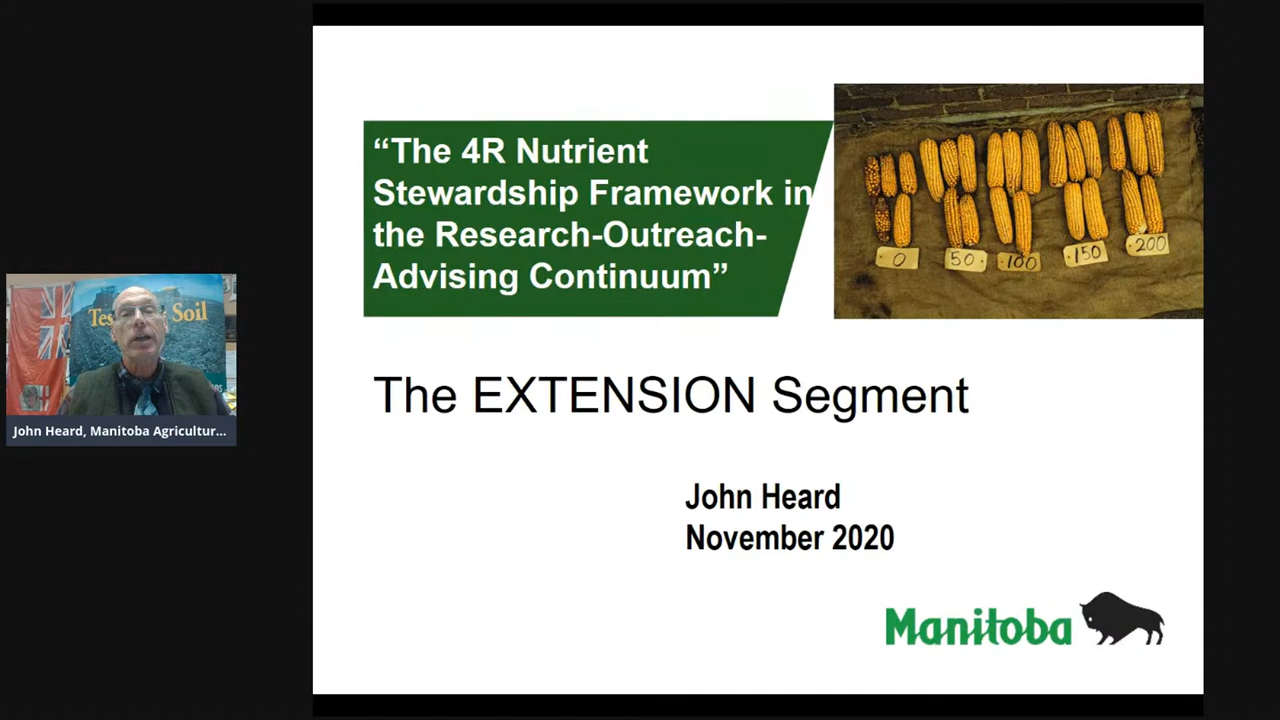 “The 4R Nutrient
Stewardship Framework in
the Research-Outreach-
Advising Continuum”
0
50
100
150
200
The EXTENSION Segment
Soil
John Heard, Manitoba Agricultur...
John Heard
November 2020
Manitoba